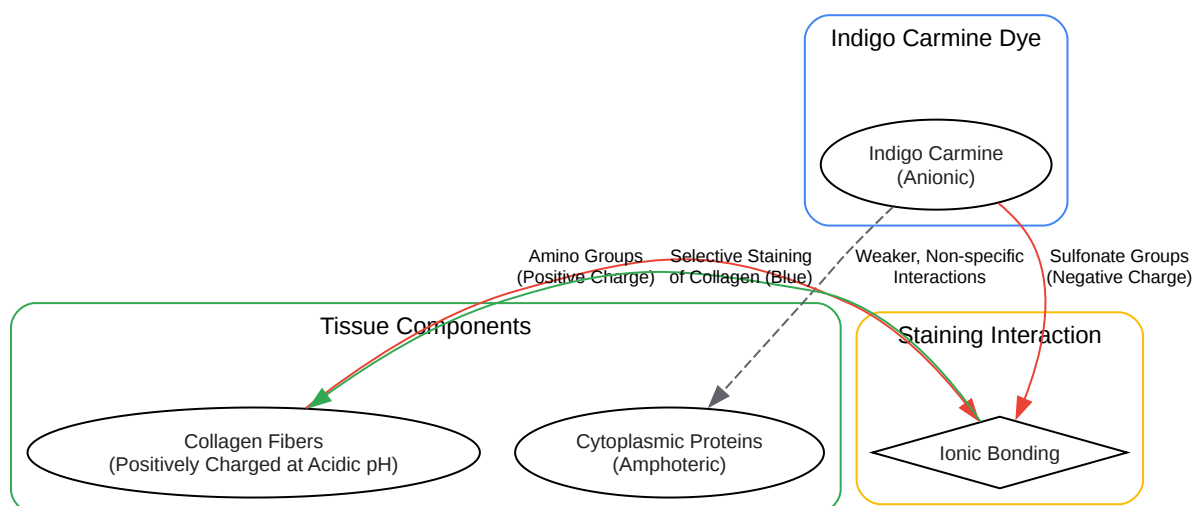 Indigo Carmine Dye
Indigo Carmine
(Anionic)
Amino Groups
(Positive Charge)
Selective Staining
of Collagen (Blue)
Weaker, Non-specific
Interactions
Sulfonate Groups
(Negative Charge)
Tissue Components
Staining Interaction
Collagen Fibers
(Positively Charged at Acidic pH)
Cytoplasmic Proteins
(Amphoteric)
Ionic Bonding